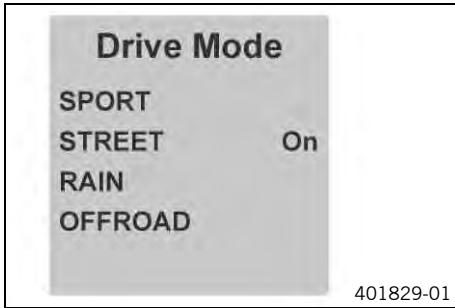 Drive Mode
SPORT
STREET On
RAIN
OFFROAD
401829-01